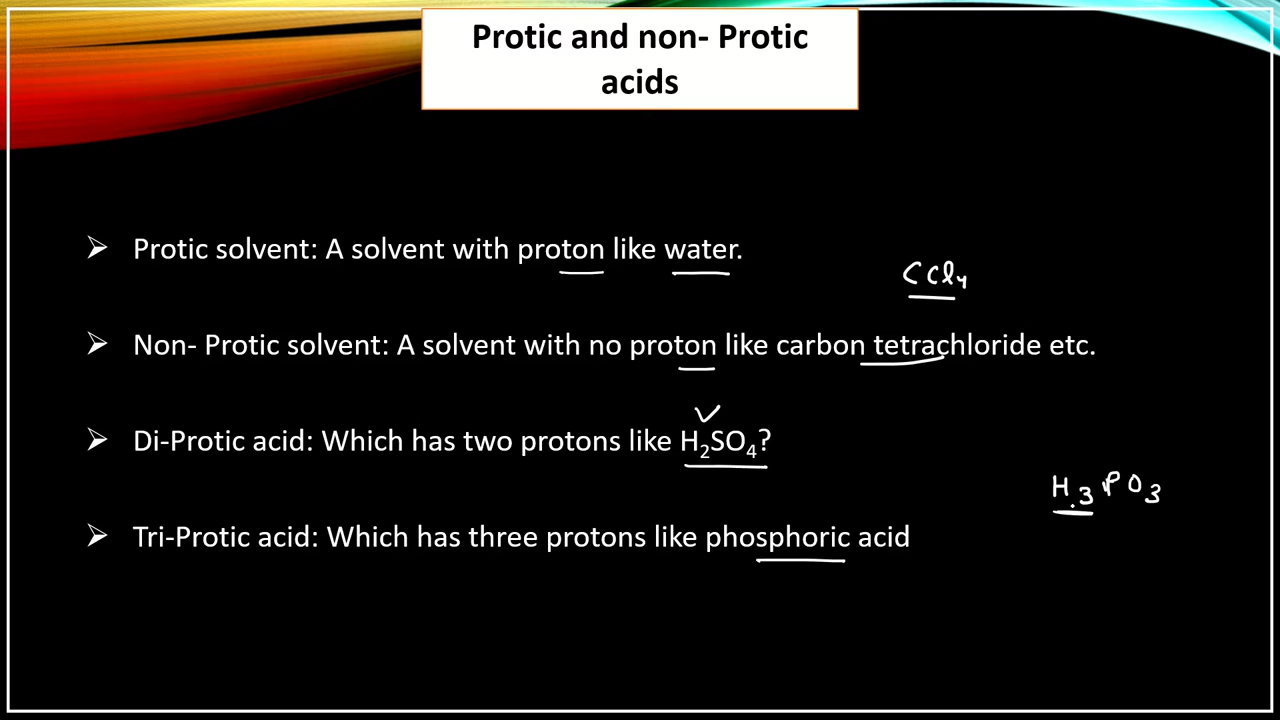 Protic and non- Protic
acids
Protic solvent: A solvent with proton like water.
CCl₄
Non- Protic solvent: A solvent with no proton like carbon tetrachloride etc.
Di-Protic acid: Which has two protons like H₂SO₄?
H₃PO₃
Tri-Protic acid: Which has three protons like phosphoric acid